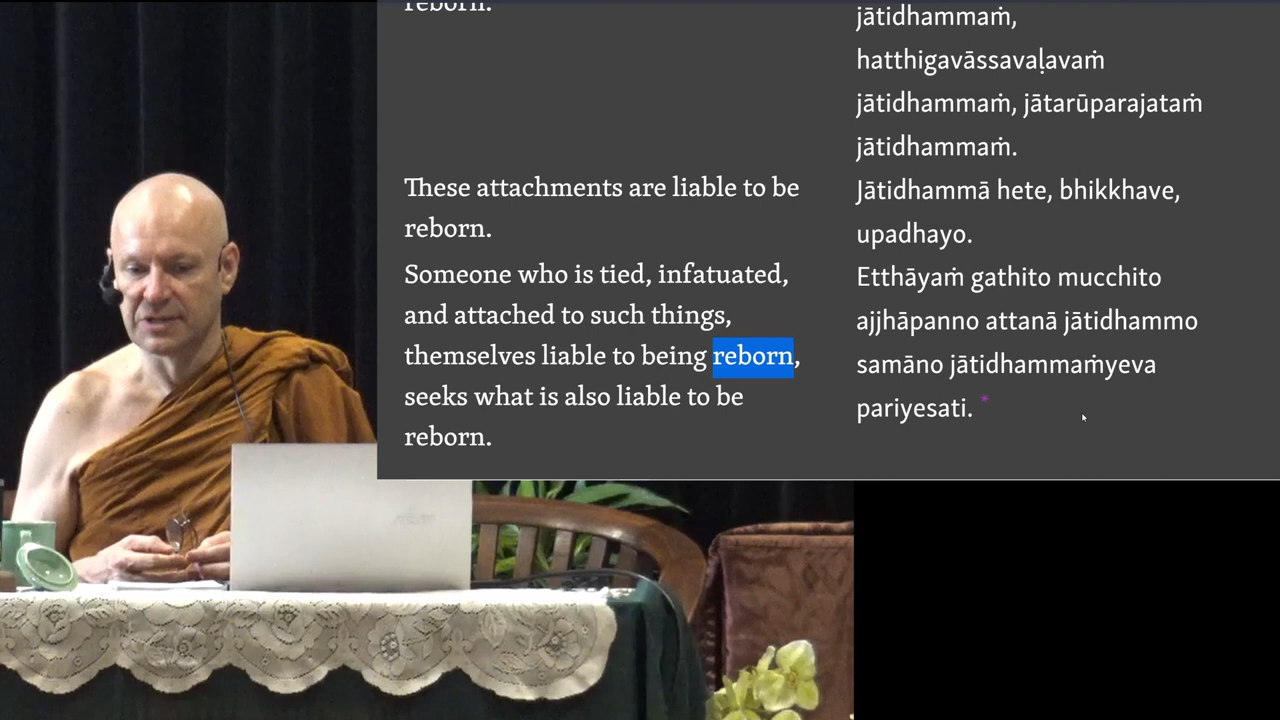 reborn.
These attachments are liable to be
reborn.
Someone who is tied, infatuated,
and attached to such things,
themselves liable to being reborn,
seeks what is also liable to be
reborn.
jātidhammaṁ,
hatthigavāssavaḷavaṁ
jātidhammaṁ, jātarūparajataṁ
jātidhammaṁ.
Jātidhammā hete, bhikkhave,
upadhayo.
Etthāyaṁ gathito mucchito
ajjhāpanno attanā jātidhammo
samāno jātidhammaṁyeva
pariyesati. *